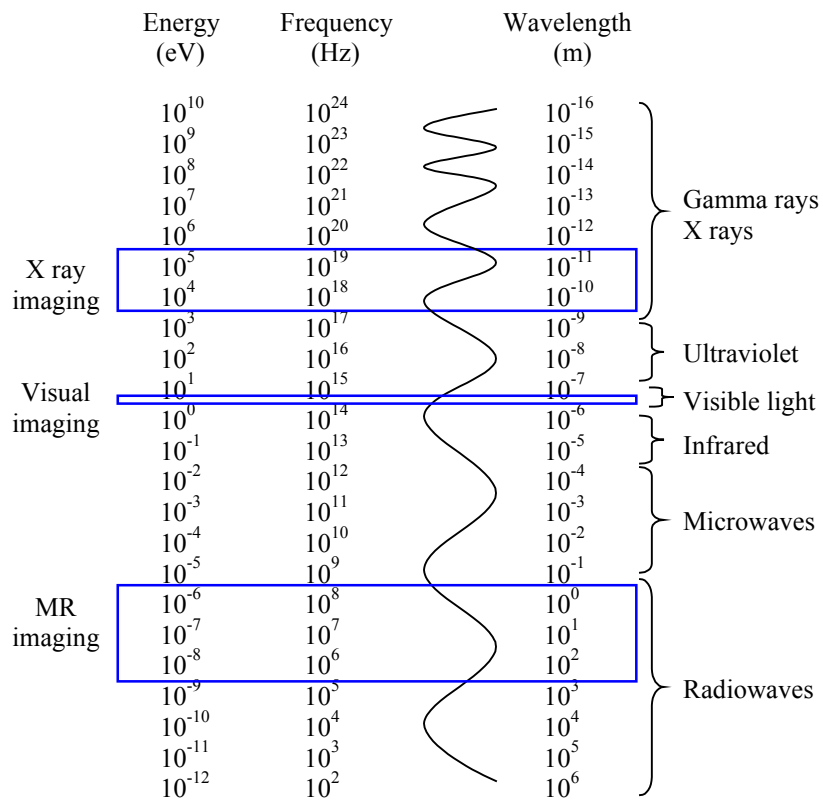 Energy Frequency Wavelength
(eV) (Hz) (m)
10^10 10^24 10^-16
10^9 10^23 10^-15
10^8 10^22 10^-14
10^7 10^21 10^-13
Gamma rays
10^6 10^20 10^-12
X rays
X ray
10^5 10^19 10^-11
imaging
10^4 10^18 10^-10
10^3 10^17 10^-9
10^2 10^16 10^-8 Ultraviolet
Visual
10^1 10^15 10^-7
Visible light
imaging
10^0 10^14 10^-6
10^-1 10^13 10^-5 Infrared
10^-2 10^12 10^-4
10^-3 10^11 10^-3 Microwaves
10^-4 10^10 10^-2
10^-5 10^9 10^-1
MR
10^-6 10^8 10^0
imaging
10^-7 10^7 10^1
10^-8 10^6 10^2
10^-9 10^5 10^3 Radiowaves
10^-10 10^4 10^4
10^-11 10^3 10^5
10^-12 10^2 10^6